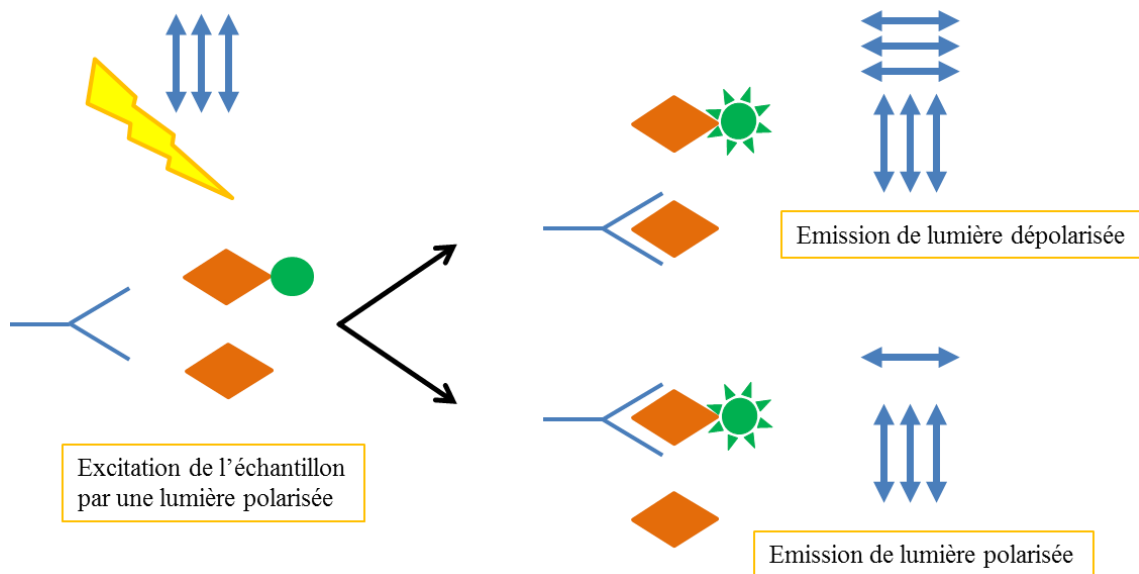 Emission de lumière dépolarisée
Excitation de l'échantillon
par une lumière polarisée
Emission de lumière polarisée